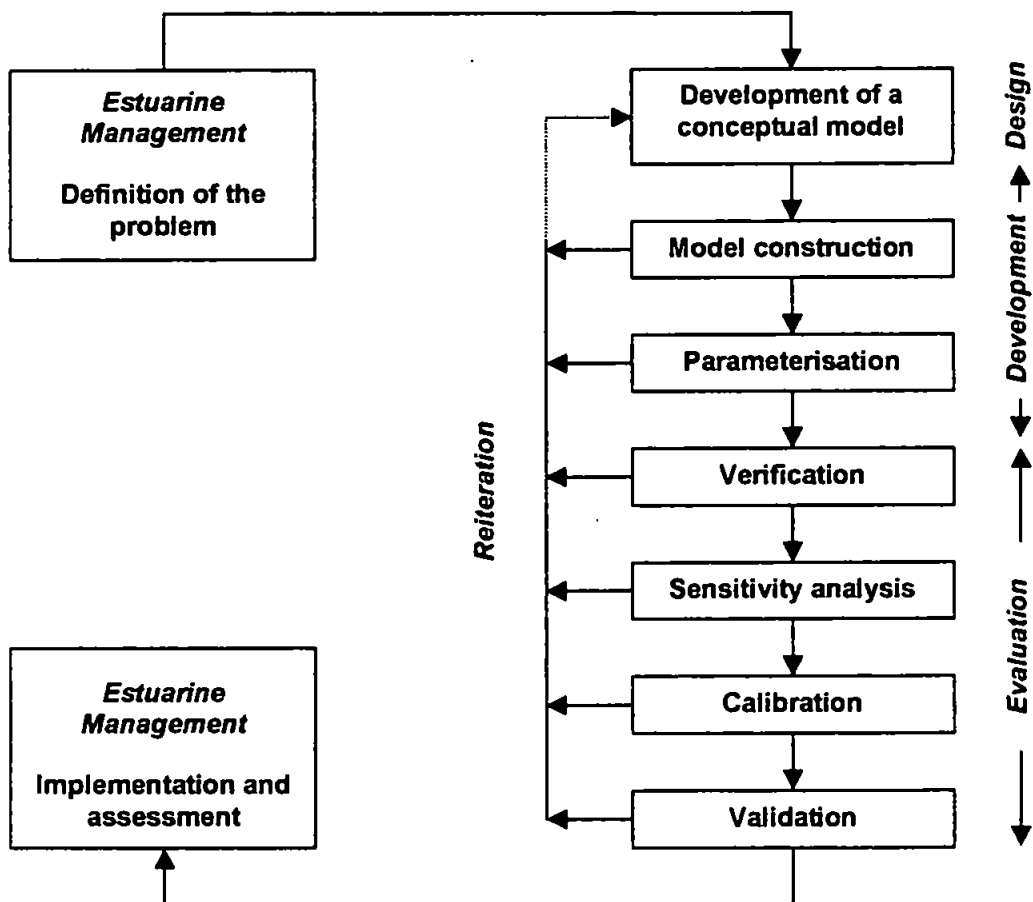 Estuarine
Management
Definition of the
problem
Development of a
conceptual model
Model construction
Parameterisation
Verification
Sensitivity analysis
Calibration
Validation
Reiteration
Estuarine
Management
Implementation and
assessment
Design
Development
Evaluation